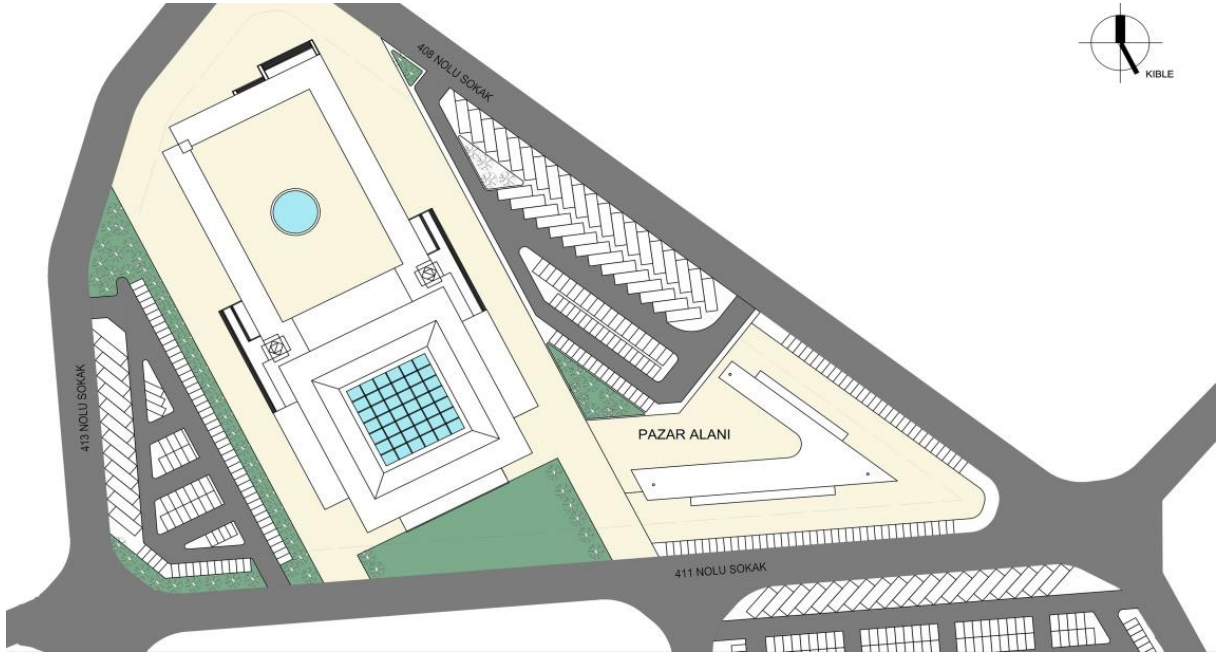 408 NOLU SOKAK
KIBLE
413 NOLU SOKAK
PAZAR ALANI
411 NOLU SOKAK